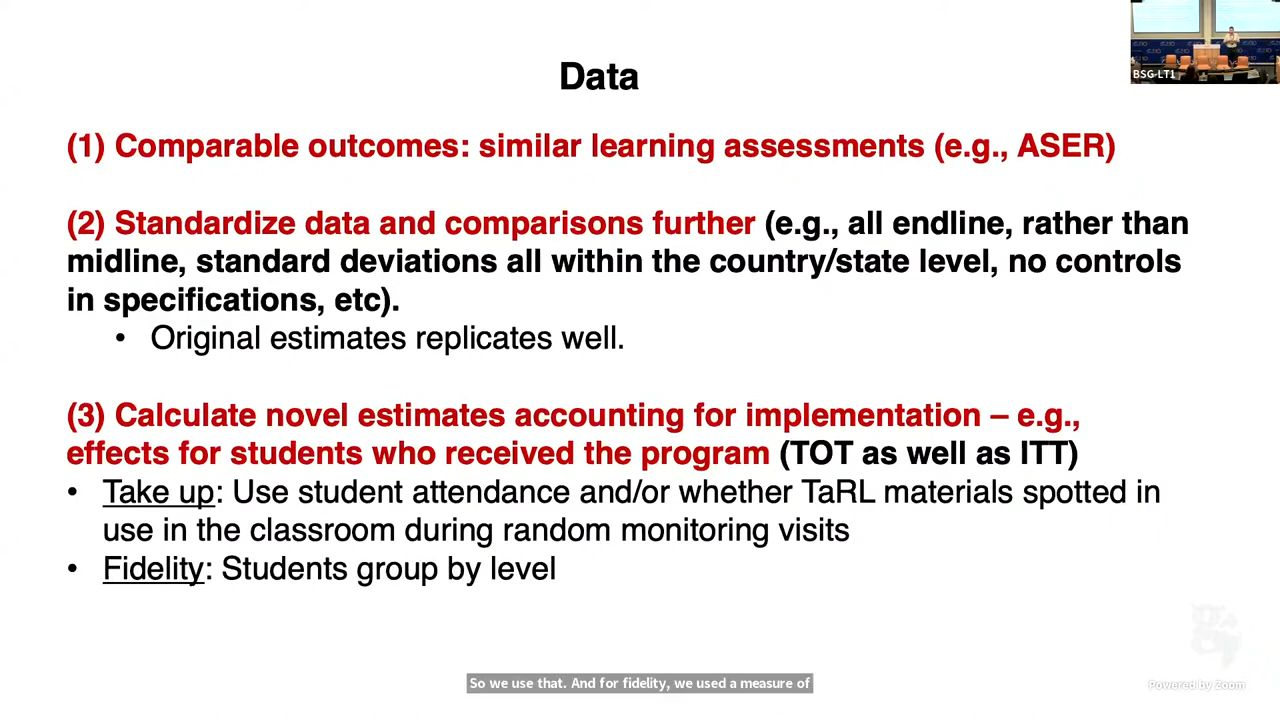 BSG-LT1
Data
(1) Comparable outcomes: similar learning assessments (e.g., ASER)
(2) Standardize data and comparisons further (e.g., all endline, rather than
midline, standard deviations all within the country/state level, no controls
in specifications, etc).
• Original estimates replicates well.
(3) Calculate novel estimates accounting for implementation – e.g.,
effects for students who received the program (TOT as well as ITT)
• Take up: Use student attendance and/or whether TaRL materials spotted in
use in the classroom during random monitoring visits
• Fidelity: Students group by level
So we use that. And for fidelity, we used a measure of
Powered by Zoom